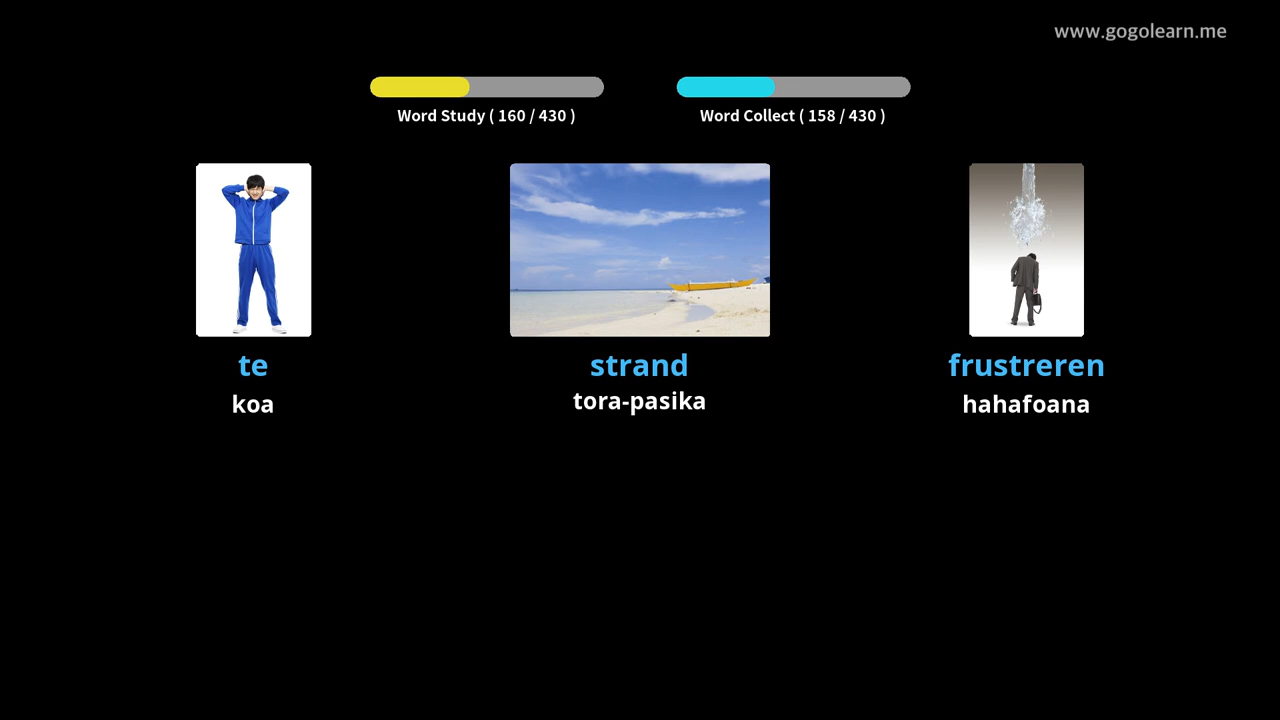 www.gogolearn.me
Word Study ( 160 / 430 )
Word Collect ( 158 / 430 )
te
strand
frustreren
koa
tora-pasika
hahafoana